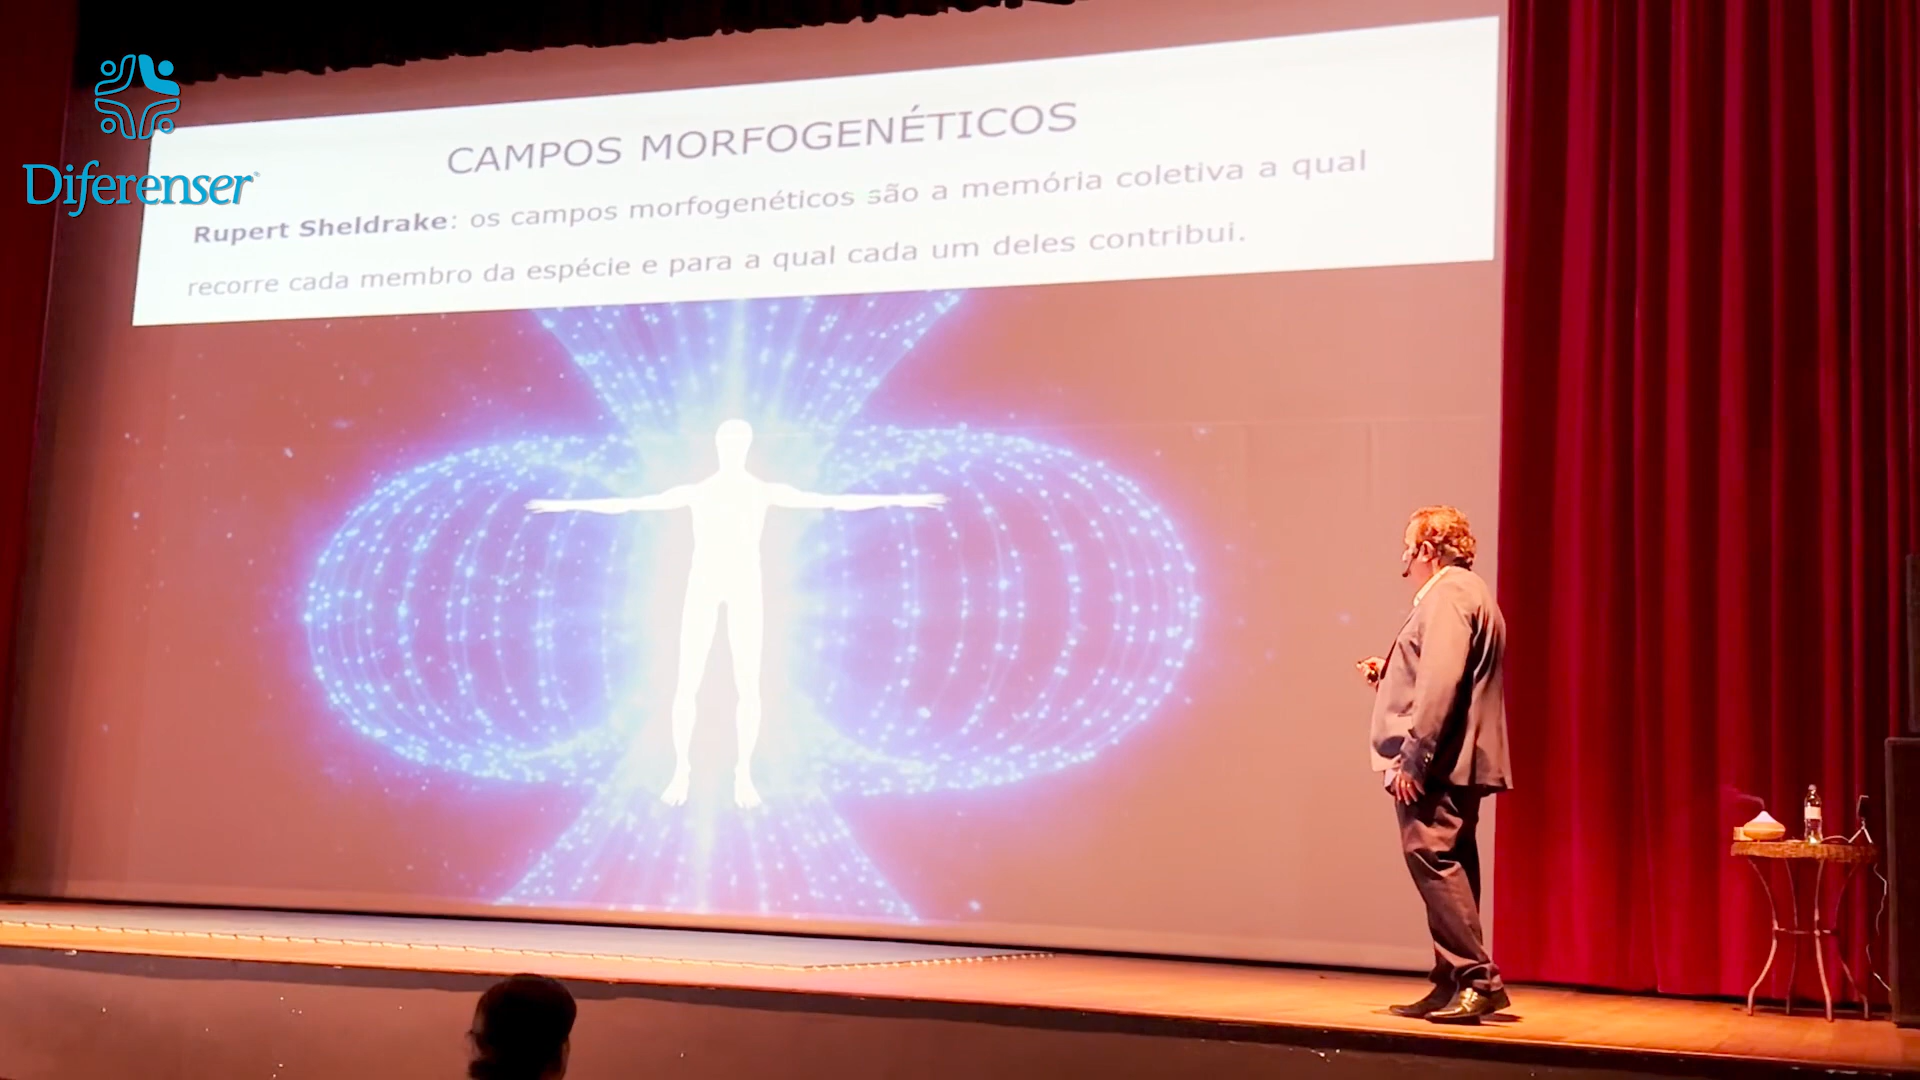 Diferenser
CAMPOS MORFOGENÉTICOS
Rupert Sheldrake: os campos morfogenéticos são a memória coletiva a qual
recorre cada membro da espécie e para a qual cada um deles contribui.